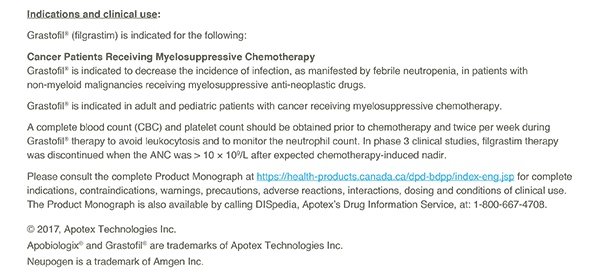 Indications and clinical use:
Grastofil® (filgrastim) is indicated for the following:
Cancer Patients Receiving Myelosuppressive Chemotherapy
Grastofil® is indicated to decrease the incidence of infection, as manifested by febrile neutropenia, in patients with
non-myeloid malignancies receiving myelosuppressive anti-neoplastic drugs.
Grastofil® is indicated in adult and pediatric patients with cancer receiving myelosuppressive chemotherapy.
A complete blood count (CBC) and platelet count should be obtained prior to chemotherapy and twice per week during
Grastofil® therapy to avoid leukocytosis and to monitor the neutrophil count. In phase 3 clinical studies, filgrastim therapy
was discontinued when the ANC was > 10 × 10⁹/L after expected chemotherapy-induced nadir.
Please consult the complete Product Monograph at https://health-products.canada.ca/dpd-bdpp/index-eng.jsp for complete
indications, contraindications, warnings, precautions, adverse reactions, interactions, dosing and conditions of clinical use.
The Product Monograph is also available by calling DISpedia, Apotex's Drug Information Service, at: 1-800-667-4708.
© 2017, Apotex Technologies Inc.
Apobiologix® and Grastofil® are trademarks of Apotex Technologies Inc.
Neupogen is a trademark of Amgen Inc.